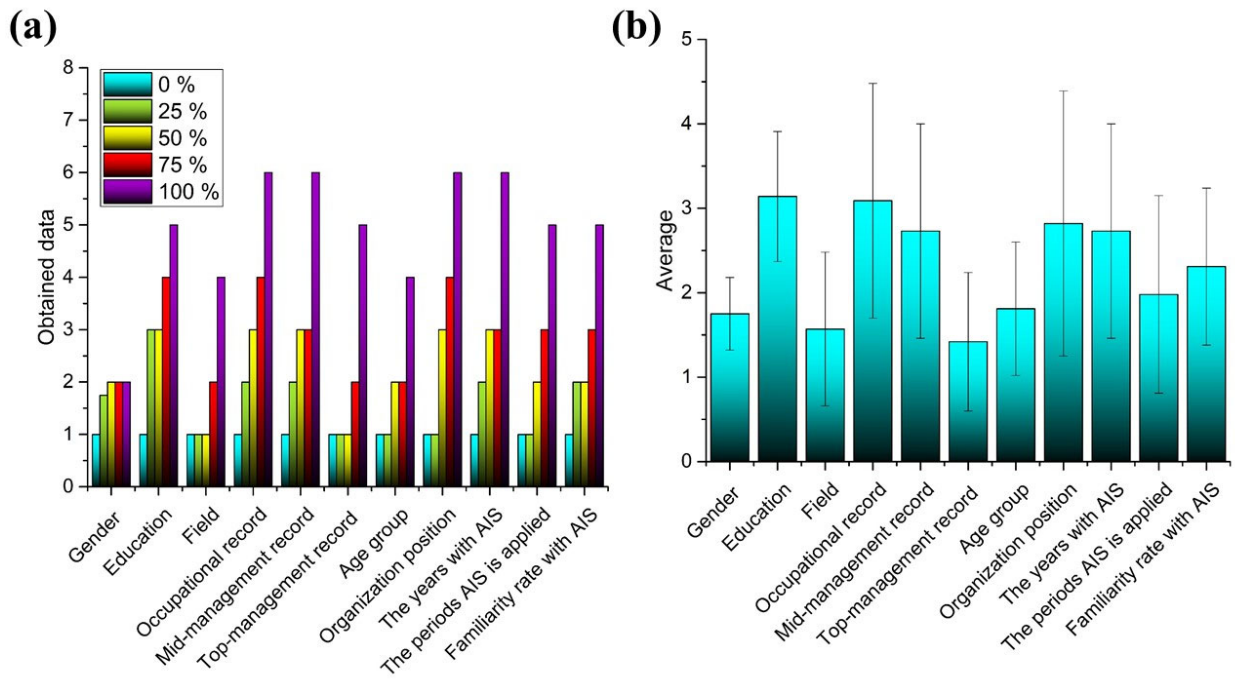 (a)
8
7
6
5
4
3
2
1
0
Obtained data
0 %
25 %
50 %
75 %
100 %
Gender
Education
Field
Occupational record
Mid-management record
Top-management record
Age group
Organization position
The years with AIS
The periods AIS is applied
Familiarity rate with AIS
(b)
5
4
3
2
1
0
Average
Gender
Education
Field
Occupational record
Mid-management record
Top-management record
Age group
Organization position
The years with AIS
The periods AIS is applied
Familiarity rate with AIS